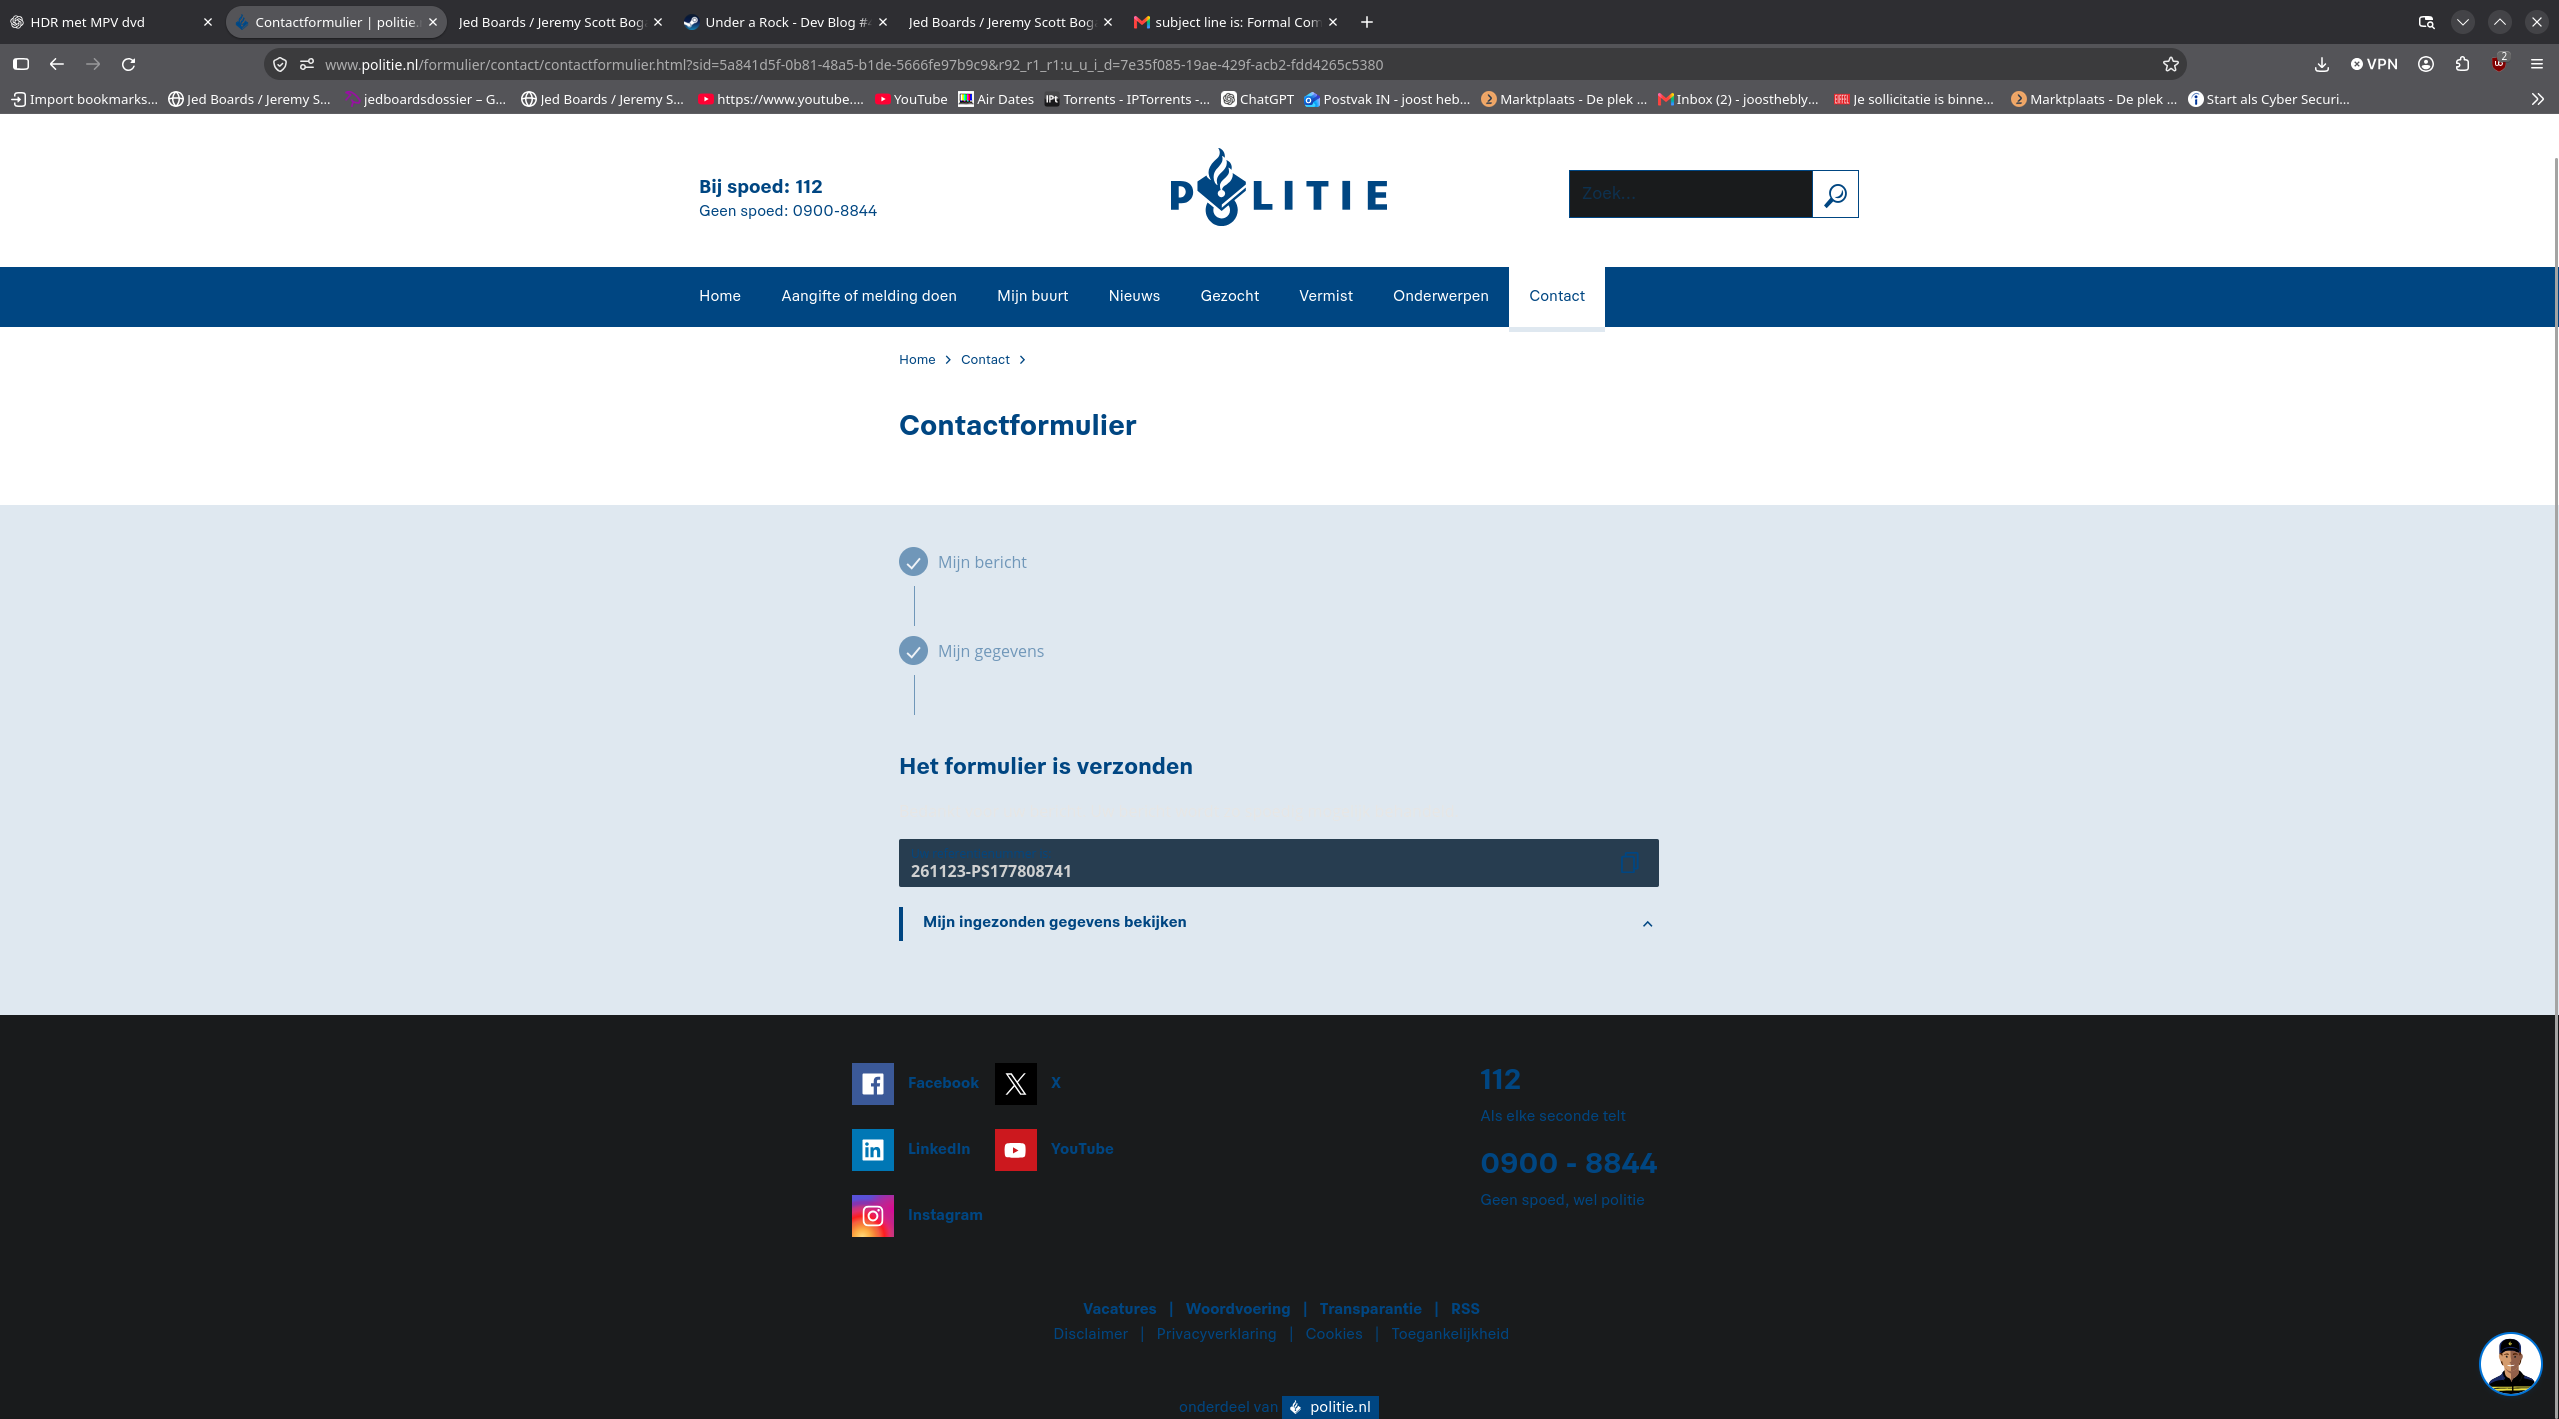 HDR met MPV dvd
Contactformulier | politie.
Jed Boards / Jeremy Scott Bog
Under a Rock - Dev Blog #
Jed Boards / Jeremy Scott Bog
subject line is: Formal Com
www.politie.nl/formulier/contact/contactformulier.html?sid=5a841d5f-0b81-48a5-b1de-5666fe97b9c9&r92_r1_r1:u_u_i_d=7e35f085-19ae-429f-acb2-fdd4265c5380
VPN
2
Import bookmarks...
Jed Boards / Jeremy S...
jedboardsdossier – G...
Jed Boards / Jeremy S...
https://www.youtube....
YouTube
Air Dates
IPt Torrents - IPTorrents -...
ChatGPT
Postvak IN - joost heb...
Marktplaats - De plek ...
Inbox (2) - joosthebly...
Je sollicitatie is binne...
Marktplaats - De plek ...
Start als Cyber Securi...
Bij spoed: 112
Geen spoed: 0900-8844
POLITIE
Zoek...
Home
Aangifte of melding doen
Mijn buurt
Nieuws
Gezocht
Vermist
Onderwerpen
Contact
Home > Contact >
Contactformulier
Mijn bericht
Mijn gegevens
Het formulier is verzonden
261123-PS177808741
Mijn ingezonden gegevens bekijken
Facebook
X
LinkedIn
YouTube
Instagram
112
Als elke seconde telt
0900 - 8844
Geen spoed, wel politie
Vacatures | Woordvoering | Transparantie | RSS
Disclaimer | Privacyverklaring | Cookies | Toegankelijkheid
onderdeel van politie.nl